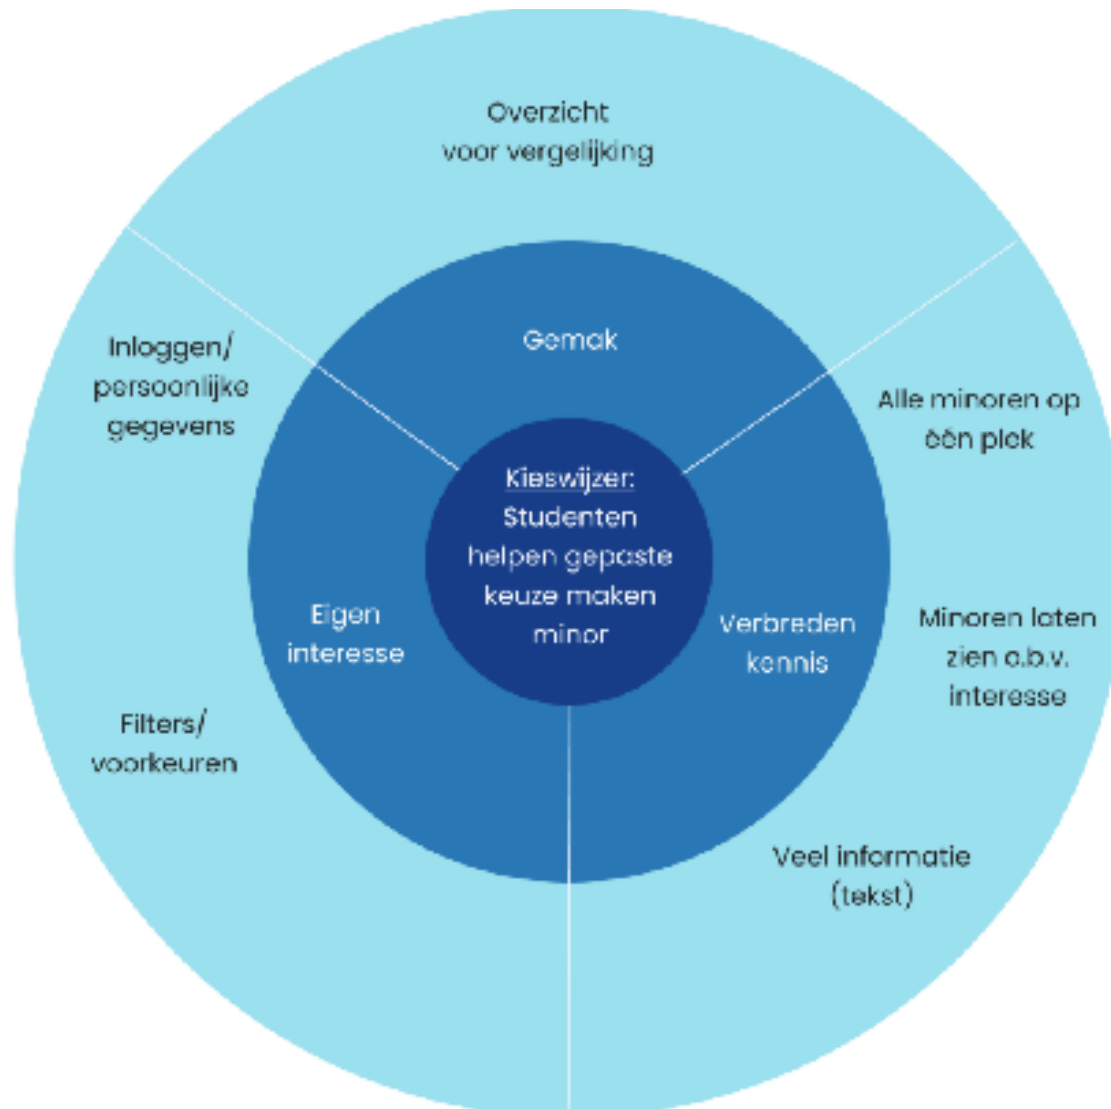 Overzicht
voor vergelijking
Gemak
Inloggen/
persoonlijke
gegevens
Alle minoren op
één plek
Kieswijzer:
Studenten
helpen gepaste
keuze maken
minor
Eigen
interesse
Verbreden
kennis
Minoren laten
zien o.b.v.
interesse
Filters/
voorkeuren
Veel informatie
(tekst)